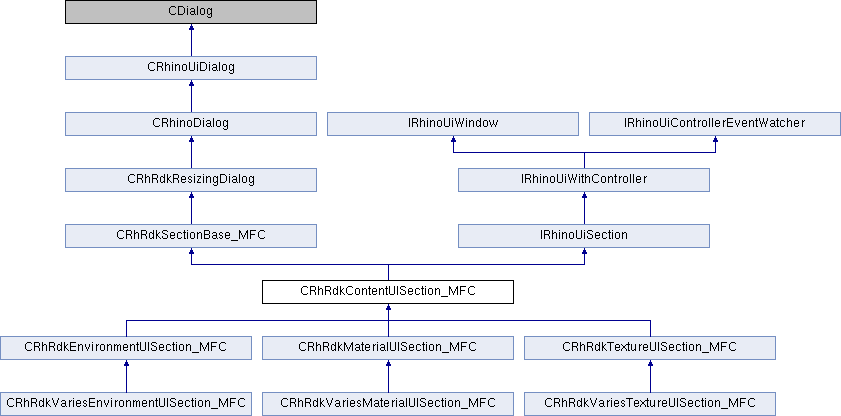 CDialog
CRhinoUiDialog
CRhinoDialog
IRhinoUiWindow
IRhinoUiControllerEventWatcher
CRhRdkResizingDialog
IRhinoUiWithController
CRhRdkSectionBase_MFC
IRhinoUiSection
CRhRdkContentUISection_MFC
CRhRdkEnvironmentUISection_MFC
CRhRdkMaterialUISection_MFC
CRhRdkTextureUISection_MFC
CRhRdkVariesEnvironmentUISection_MFC
CRhRdkVariesMaterialUISection_MFC
CRhRdkVariesTextureUISection_MFC